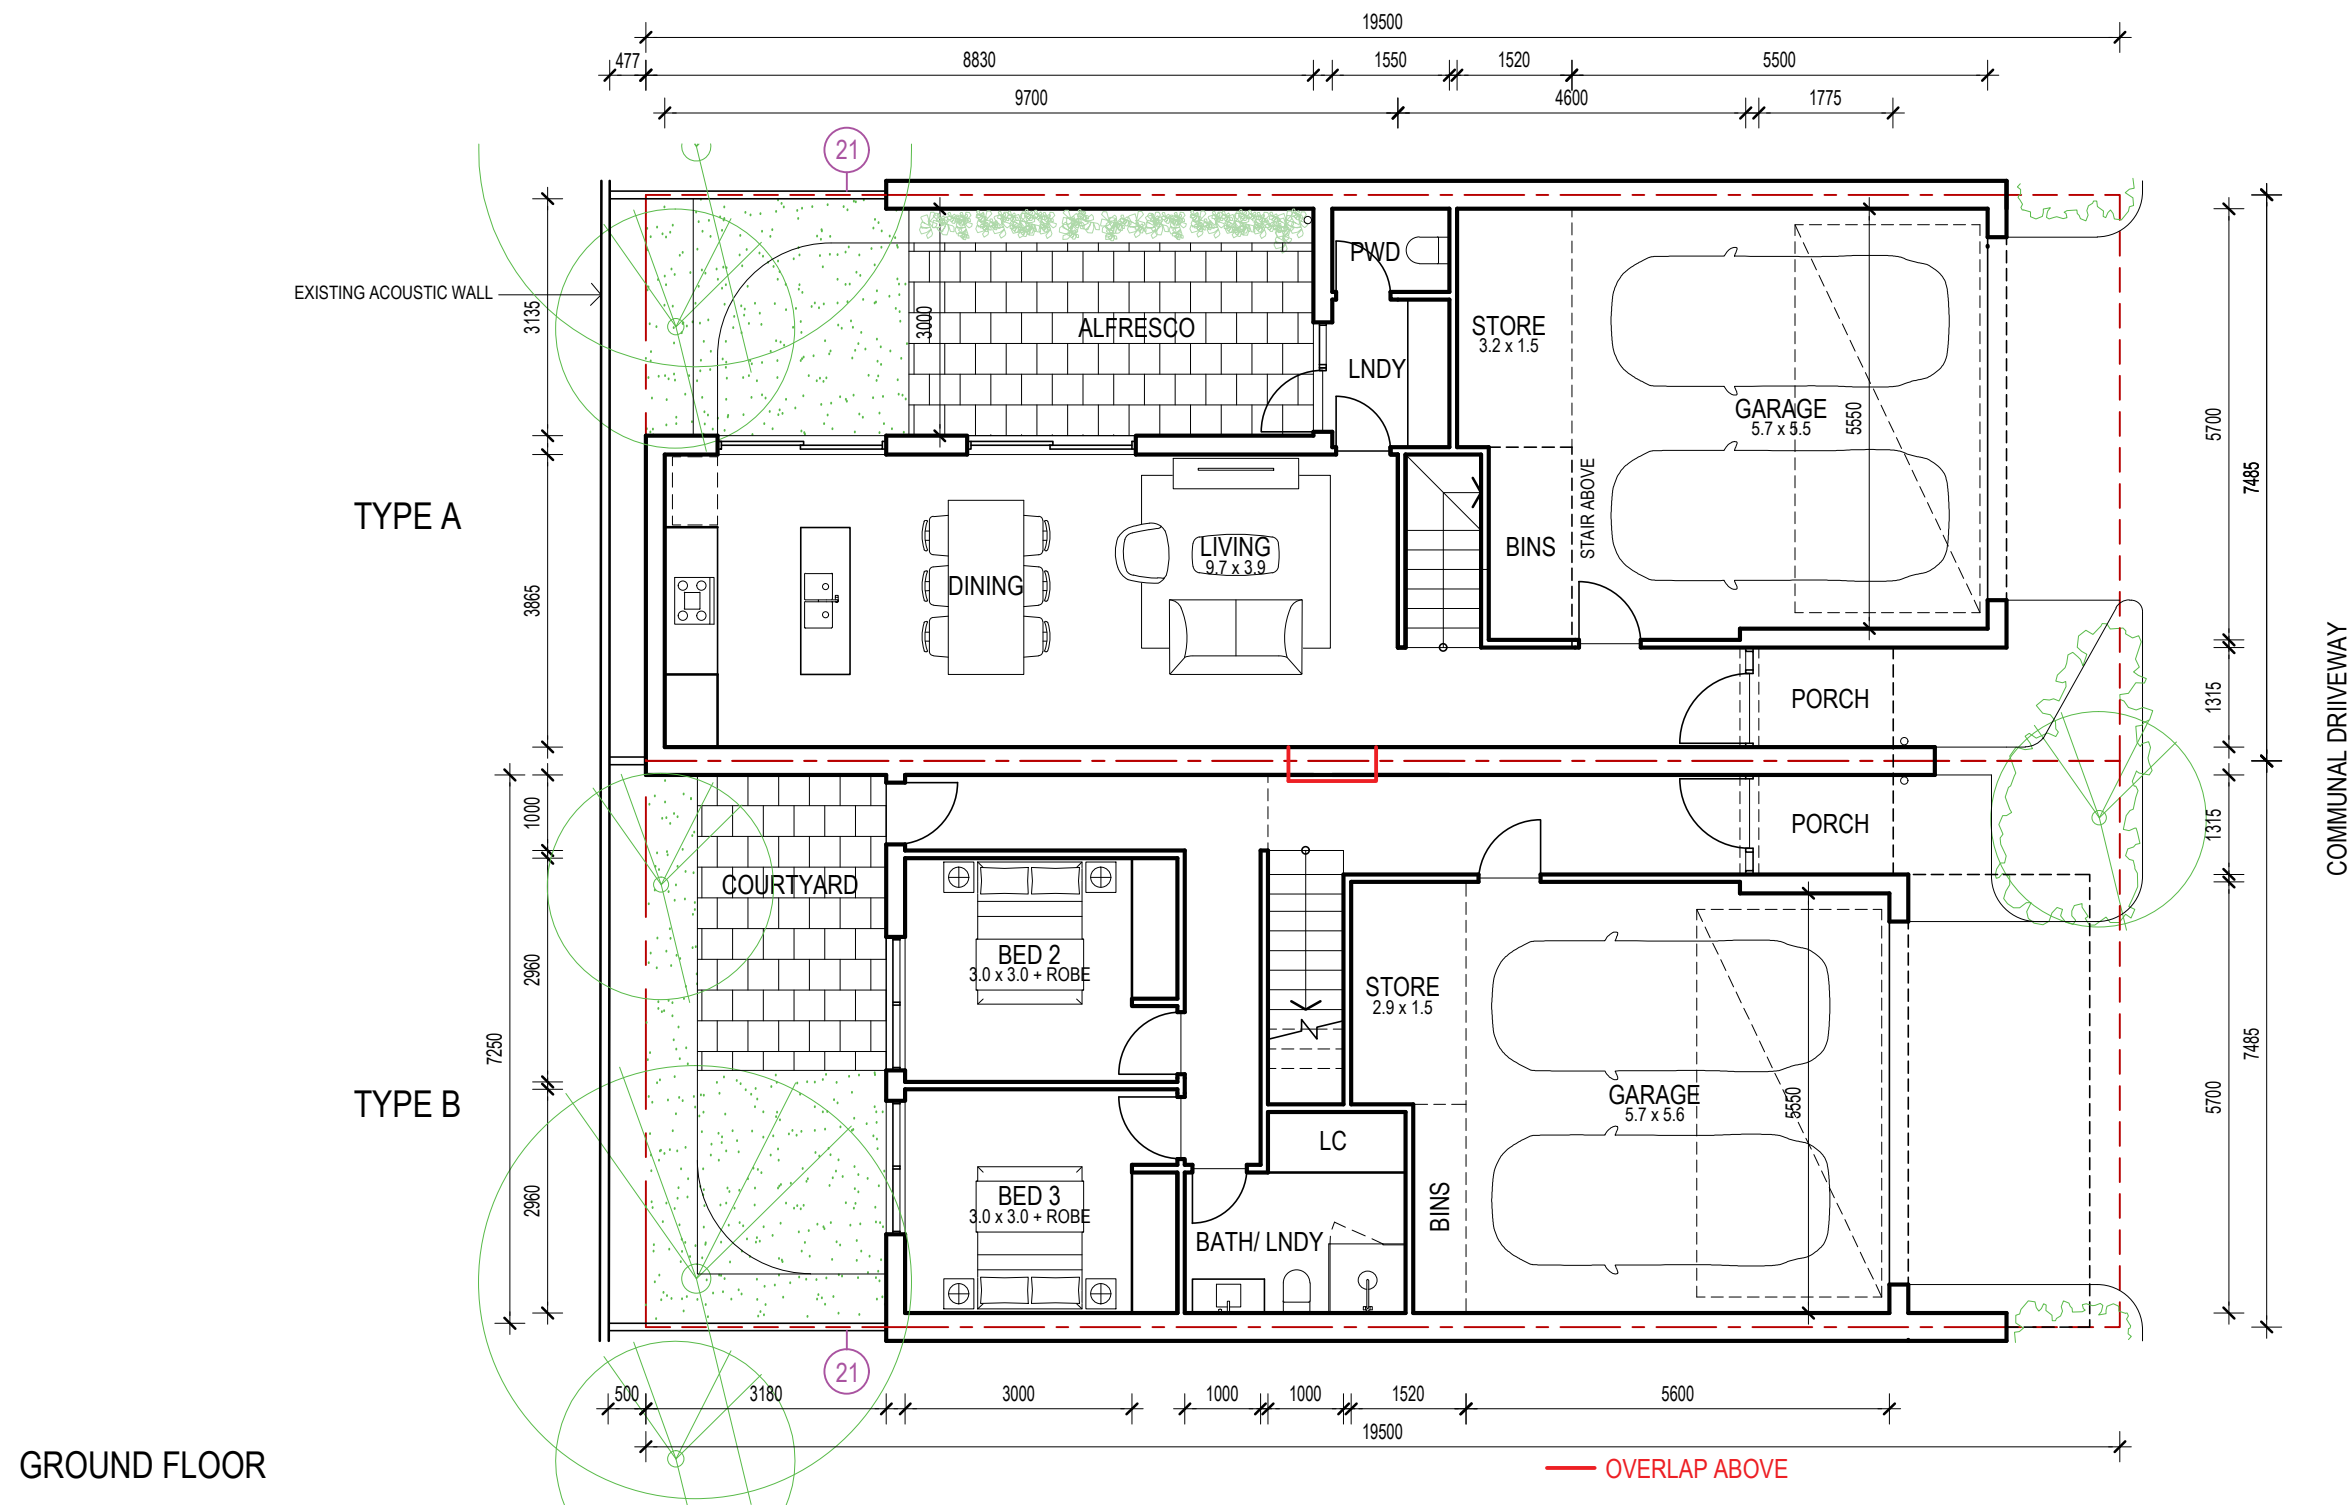 19500
477
8830
1550
1520
5500
9700
4600
1775
21
EXISTING ACOUSTIC WALL
3135
3000
ALFRESCO
PWD
LNDY
STORE
3.2 x 1.5
GARAGE
5.7 x 5.5
5550
5700
7485
TYPE A
3865
DINING
LIVING
9.7 x 3.9
BINS
STAIR ABOVE
PORCH
1315
COMMUNAL DRIIVEWAY
1000
COURTYARD
PORCH
1315
2960
BED 2
3.0 x 3.0 + ROBE
STORE
2.9 x 1.5
7250
TYPE B
GARAGE
5.7 x 5.6
5550
5700
7485
LC
2960
BED 3
3.0 x 3.0 + ROBE
BATH/ LNDY
BINS
21
500
3180
3000
1000
1000
1520
5600
19500
GROUND FLOOR
OVERLAP ABOVE